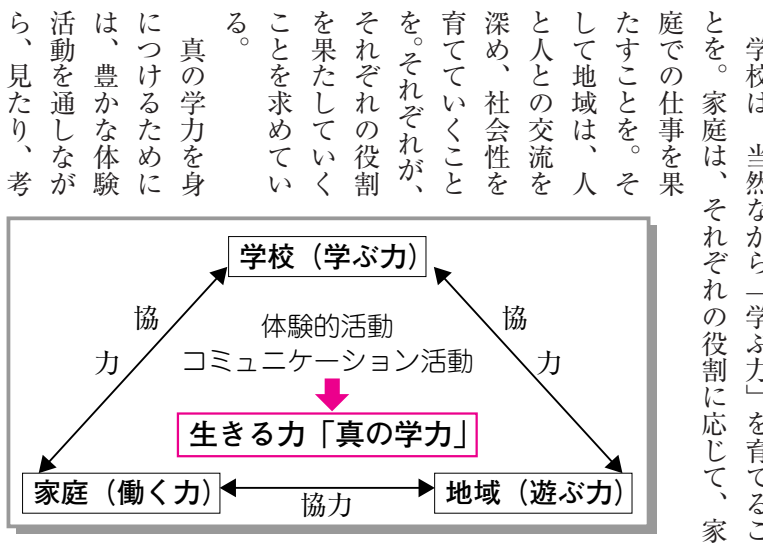 学校は、当然ながら「学ぶ力」を育てるこ
とを。家庭は、それぞれの役割に応じて、家
庭での仕事を果
たすことを。そ
して地域は、人
と人との交流を
深め、社会性を
育てていくこと
を。それぞれが、
それぞれの役割
を果たしていく
ことを求めてい
る。
真の学力を身
につけるために
は、豊かな体験
活動を通しなが
ら、見たり、考
学校（学ぶ力）
協力
協力
体験的活動
コミュニケーション活動
生きる力「真の学力」
家庭（働く力）
協力
地域（遊ぶ力）